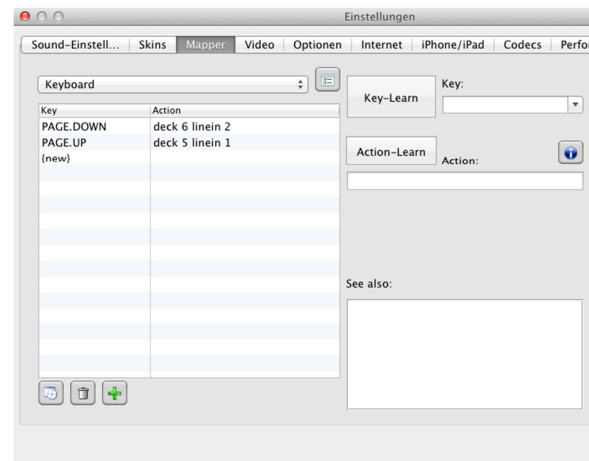 Einstellungen
Sound-Einstell... Skins Mapper Video Optionen Internet iPhone/iPad Codecs Perfo
Keyboard
Key-Learn
Key:
Key Action
PAGE.DOWN deck 6 linein 2
PAGE.UP deck 5 linein 1
{new}
Action-Learn
Action:
See also: